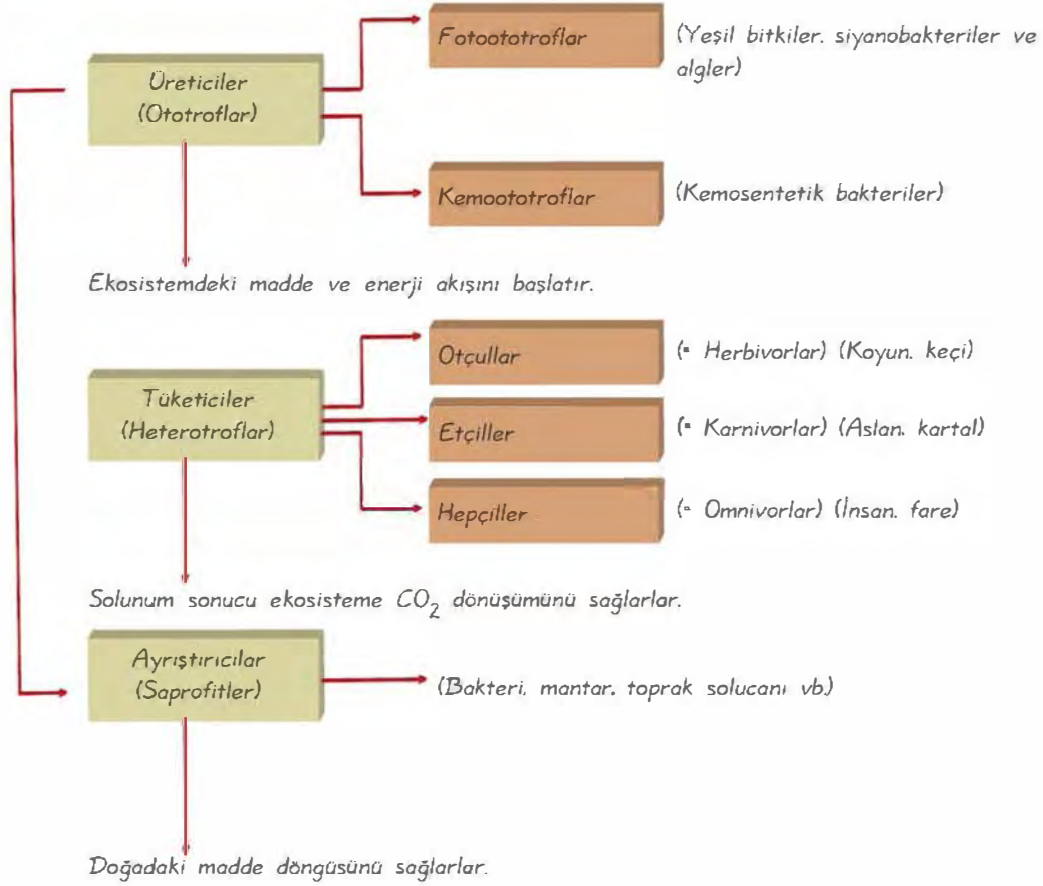 Üreticiler
(Ototroflar)
Fotoototroflar
(Yeşil bitkiler. siyanobakteriler ve
algler)
Kemoototroflar
(Kemosentetik bakteriler)
Ekosistemdeki madde ve enerji akışını başlatır.
Tüketiciler
(Heterotroflar)
Otçullar
(▪ Herbivorlar) (Koyun. keçi)
Etçiller
(▪ Karnivorlar) (Aslan. kartal)
Hepçiller
(▪ Omnivorlar) (İnsan. fare)
Solunum sonucu ekosisteme CO₂ dönüşümünü sağlarlar.
Ayrıştırıcılar
(Saprofitler)
(Bakteri. mantar. toprak solucanı vb.)
Doğadaki madde döngüsünü sağlarlar.